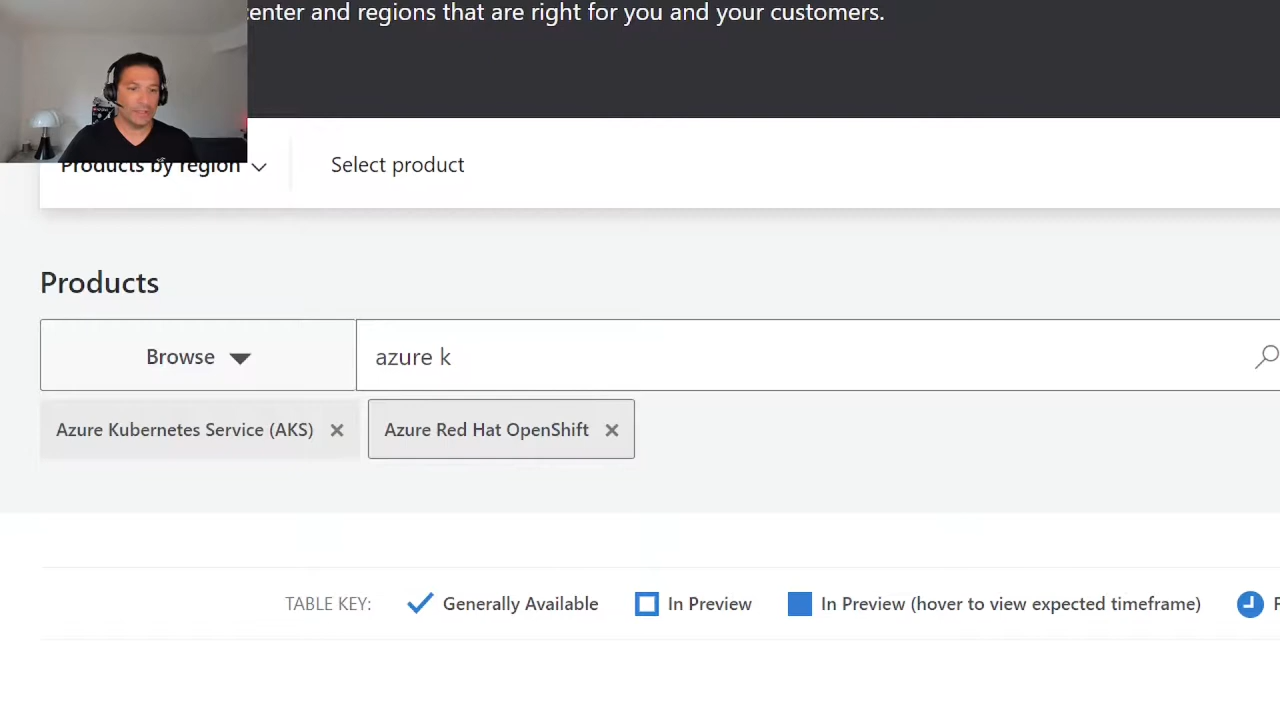 enter and regions that are right for you and your customers.
Products by region
Select product
Products
Browse
azure k
Azure Kubernetes Service (AKS) ×
Azure Red Hat OpenShift ×
TABLE KEY: Generally Available In Preview In Preview (hover to view expected timeframe)